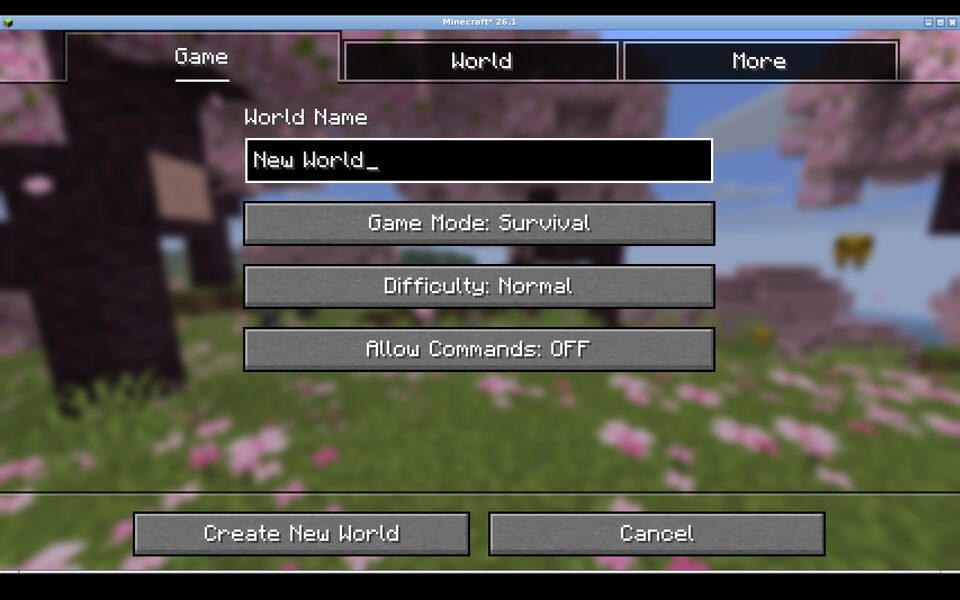 Minecraft* 26.1
Game World More
World Name
New World_
Game Mode: Survival
Difficulty: Normal
Allow Commands: OFF
Create New World Cancel